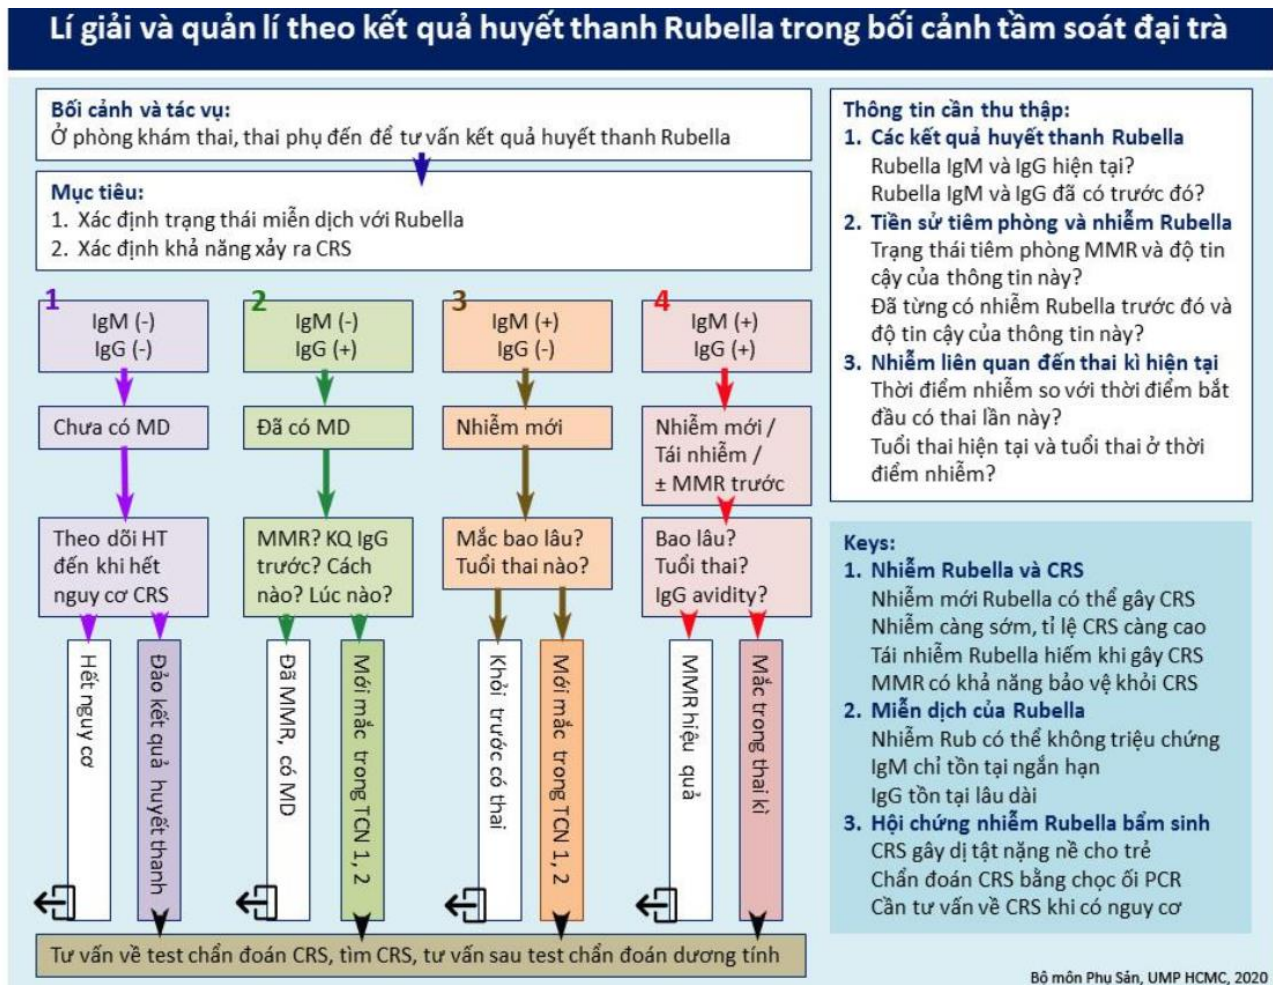 Lí giải và quản lí theo kết quả huyết thanh Rubella trong bối cảnh tầm soát đại trà
Bối cảnh và tác vụ:
Ở phòng khám thai, thai phụ đến để tư vấn kết quả huyết thanh Rubella
Mục tiêu:
1. Xác định trạng thái miễn dịch với Rubella
2. Xác định khả năng xảy ra CRS
1
IgM (-)
IgG (-)
Chưa có MD
Theo dõi HT
đến khi hết
nguy cơ CRS
Hết nguy cơ
Đảo kết quả huyết thanh
2
IgM (-)
IgG (+)
Đã có MD
MMR? KQ IgG
trước? Cách
nào? Lúc nào?
Đã MMR, có MD
Mới mắc trong TCN 1, 2
3
IgM (+)
IgG (-)
Nhiễm mới
Mắc bao lâu?
Tuổi thai nào?
Khỏi trước có thai
Mới mắc trong TCN 1, 2
4
IgM (+)
IgG (+)
Nhiễm mới /
Tái nhiễm /
± MMR trước
Bao lâu?
Tuổi thai?
IgG avidity?
MMR hiệu quả
Mắc trong thai kì
Tư vấn về test chẩn đoán CRS, tìm CRS, tư vấn sau test chẩn đoán dương tính
Thông tin cần thu thập:
1. Các kết quả huyết thanh Rubella
Rubella IgM và IgG hiện tại?
Rubella IgM và IgG đã có trước đó?
2. Tiền sử tiêm phòng và nhiễm Rubella
Trạng thái tiêm phòng MMR và độ tin
cậy của thông tin này?
Đã từng có nhiễm Rubella trước đó và
độ tin cậy của thông tin này?
3. Nhiễm liên quan đến thai kì hiện tại
Thời điểm nhiễm so với thời điểm bắt
đầu có thai lần này?
Tuổi thai hiện tại và tuổi thai ở thời
điểm nhiễm?
Keys:
1. Nhiễm Rubella và CRS
Nhiễm mới Rubella có thể gây CRS
Nhiễm càng sớm, tỉ lệ CRS càng cao
Tái nhiễm Rubella hiếm khi gây CRS
MMR có khả năng bảo vệ khỏi CRS
2. Miễn dịch của Rubella
Nhiễm Rub có thể không triệu chứng
IgM chỉ tồn tại ngắn hạn
IgG tồn tại lâu dài
3. Hội chứng nhiễm Rubella bẩm sinh
CRS gây dị tật nặng nề cho trẻ
Chẩn đoán CRS bằng chọc ối PCR
Cần tư vấn về CRS khi có nguy cơ
Bộ môn Phụ Sản, UMP HCMC, 2020